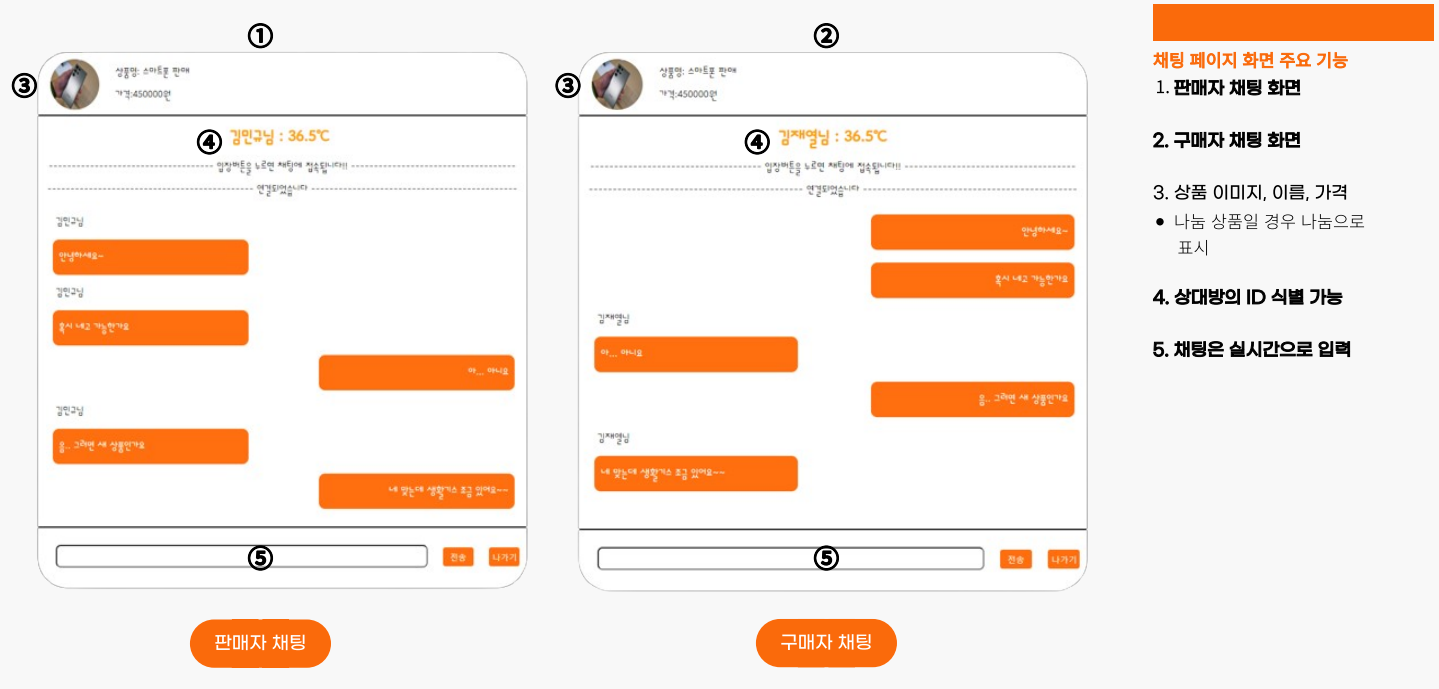 ①
③
상품명: 스마트폰 판매
가격:450000원
④ 김민규님 : 36.5℃
입장버튼을 누르면 채팅에 접속됩니다!!
연결되었습니다
김민규님
안녕하세요~
김민규님
혹시 네고 가능한가요
아... 아니요
김민규님
음.. 그러면 새 상품인가요
네 맞는데 생활기스 조금 있어요~~
⑤
전송 나가기
판매자 채팅
②
③
상품명: 스마트폰 판매
가격:450000원
④ 김재열님 : 36.5℃
입장버튼을 누르면 채팅에 접속됩니다!!
연결되었습니다
안녕하세요~
혹시 네고 가능한가요
김재열님
아... 아니요
음.. 그러면 새 상품인가요
김재열님
네 맞는데 생활기스 조금 있어요~~
⑤
전송 나가기
구매자 채팅
채팅 페이지 화면 주요 기능
1. 판매자 채팅 화면
2. 구매자 채팅 화면
3. 상품 이미지, 이름, 가격
● 나눔 상품일 경우 나눔으로
표시
4. 상대방의 ID 식별 가능
5. 채팅은 실시간으로 입력